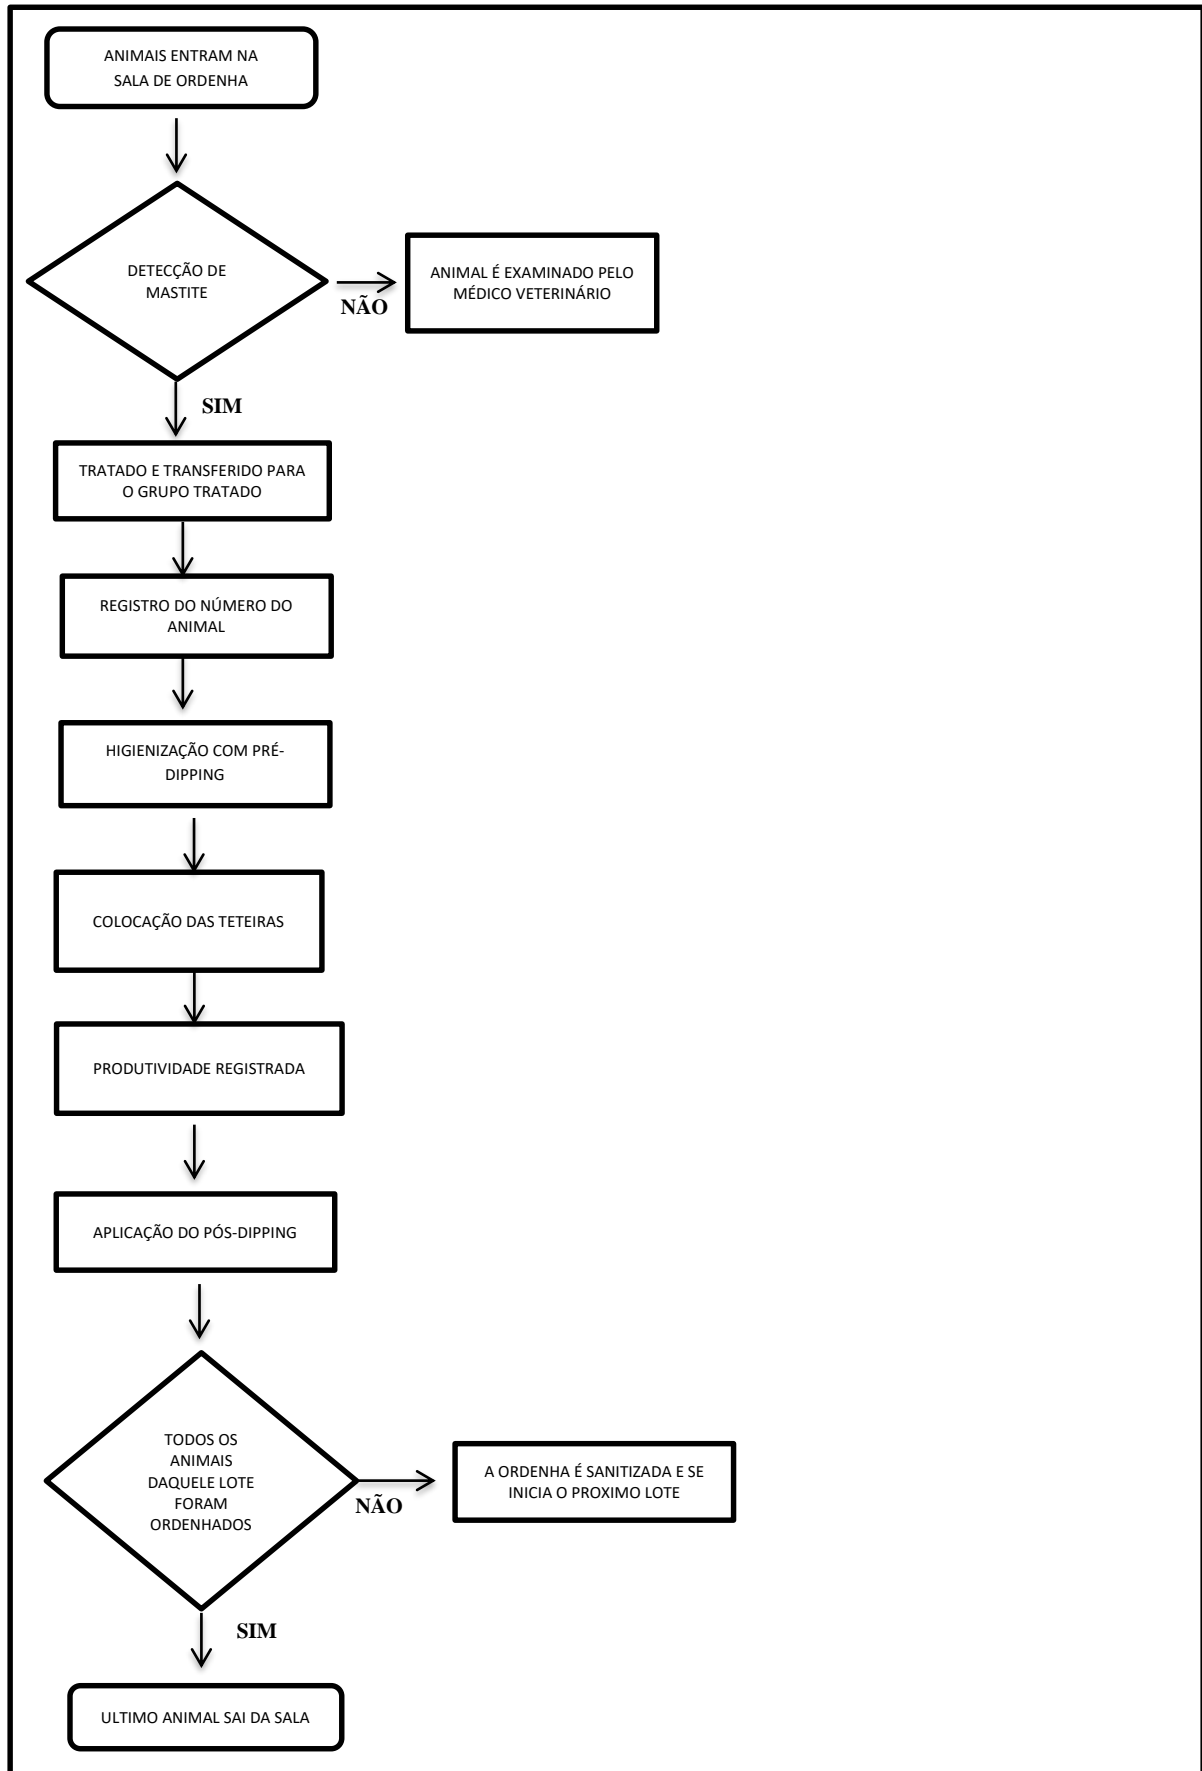 ANIMAIS ENTRAM NA
SALA DE ORDENHA
DETECÇÃO DE
MASTITE
NÃO
ANIMAL É EXAMINADO PELO
MÉDICO VETERINÁRIO
SIM
TRATADO E TRANSFERIDO PARA
O GRUPO TRATADO
REGISTRO DO NÚMERO DO
ANIMAL
HIGIENIZAÇÃO COM PRÉ-
DIPPING
COLOCAÇÃO DAS TETEIRAS
PRODUTIVIDADE REGISTRADA
APLICAÇÃO DO PÓS-DIPPING
TODOS OS
ANIMAIS
DAQUELE LOTE
FORAM
ORDENHADOS
NÃO
A ORDENHA É SANITIZADA E SE
INICIA O PROXIMO LOTE
SIM
ULTIMO ANIMAL SAI DA SALA